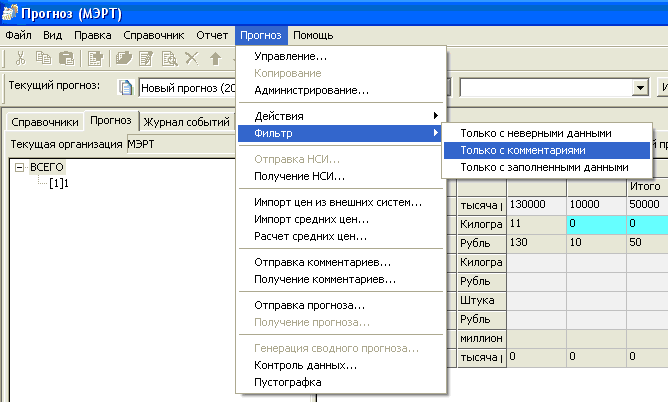 Прогноз (МЭРТ)
Файл Вид Правка Справочник Отчет Прогноз Помощь
Управление...
Копирование
Администрирование...
Текущий прогноз: Новый прогноз (20
Действия
Справочники Прогноз Журнал событий
Фильтр
Только с неверными данными
Текущая организация МЭРТ
Только с комментариями
Отправка НСИ...
ВСЕГО
Только с заполненными данными
Получение НСИ...
[1]1
Итого
Импорт цен из внешних систем...
тысяча 130000 10000 50000
Импорт средних цен...
Килогра 11 0 0
Расчет средних цен...
Рубль 130 10 50
Отправка комментариев...
Килогра
Получение комментариев...
Рубль
Отправка прогноза...
Штука
Получение прогноза...
Рубль
Генерация сводного прогноза...
миллион
Контроль данных...
тысяча 0 0 0
Пустографка